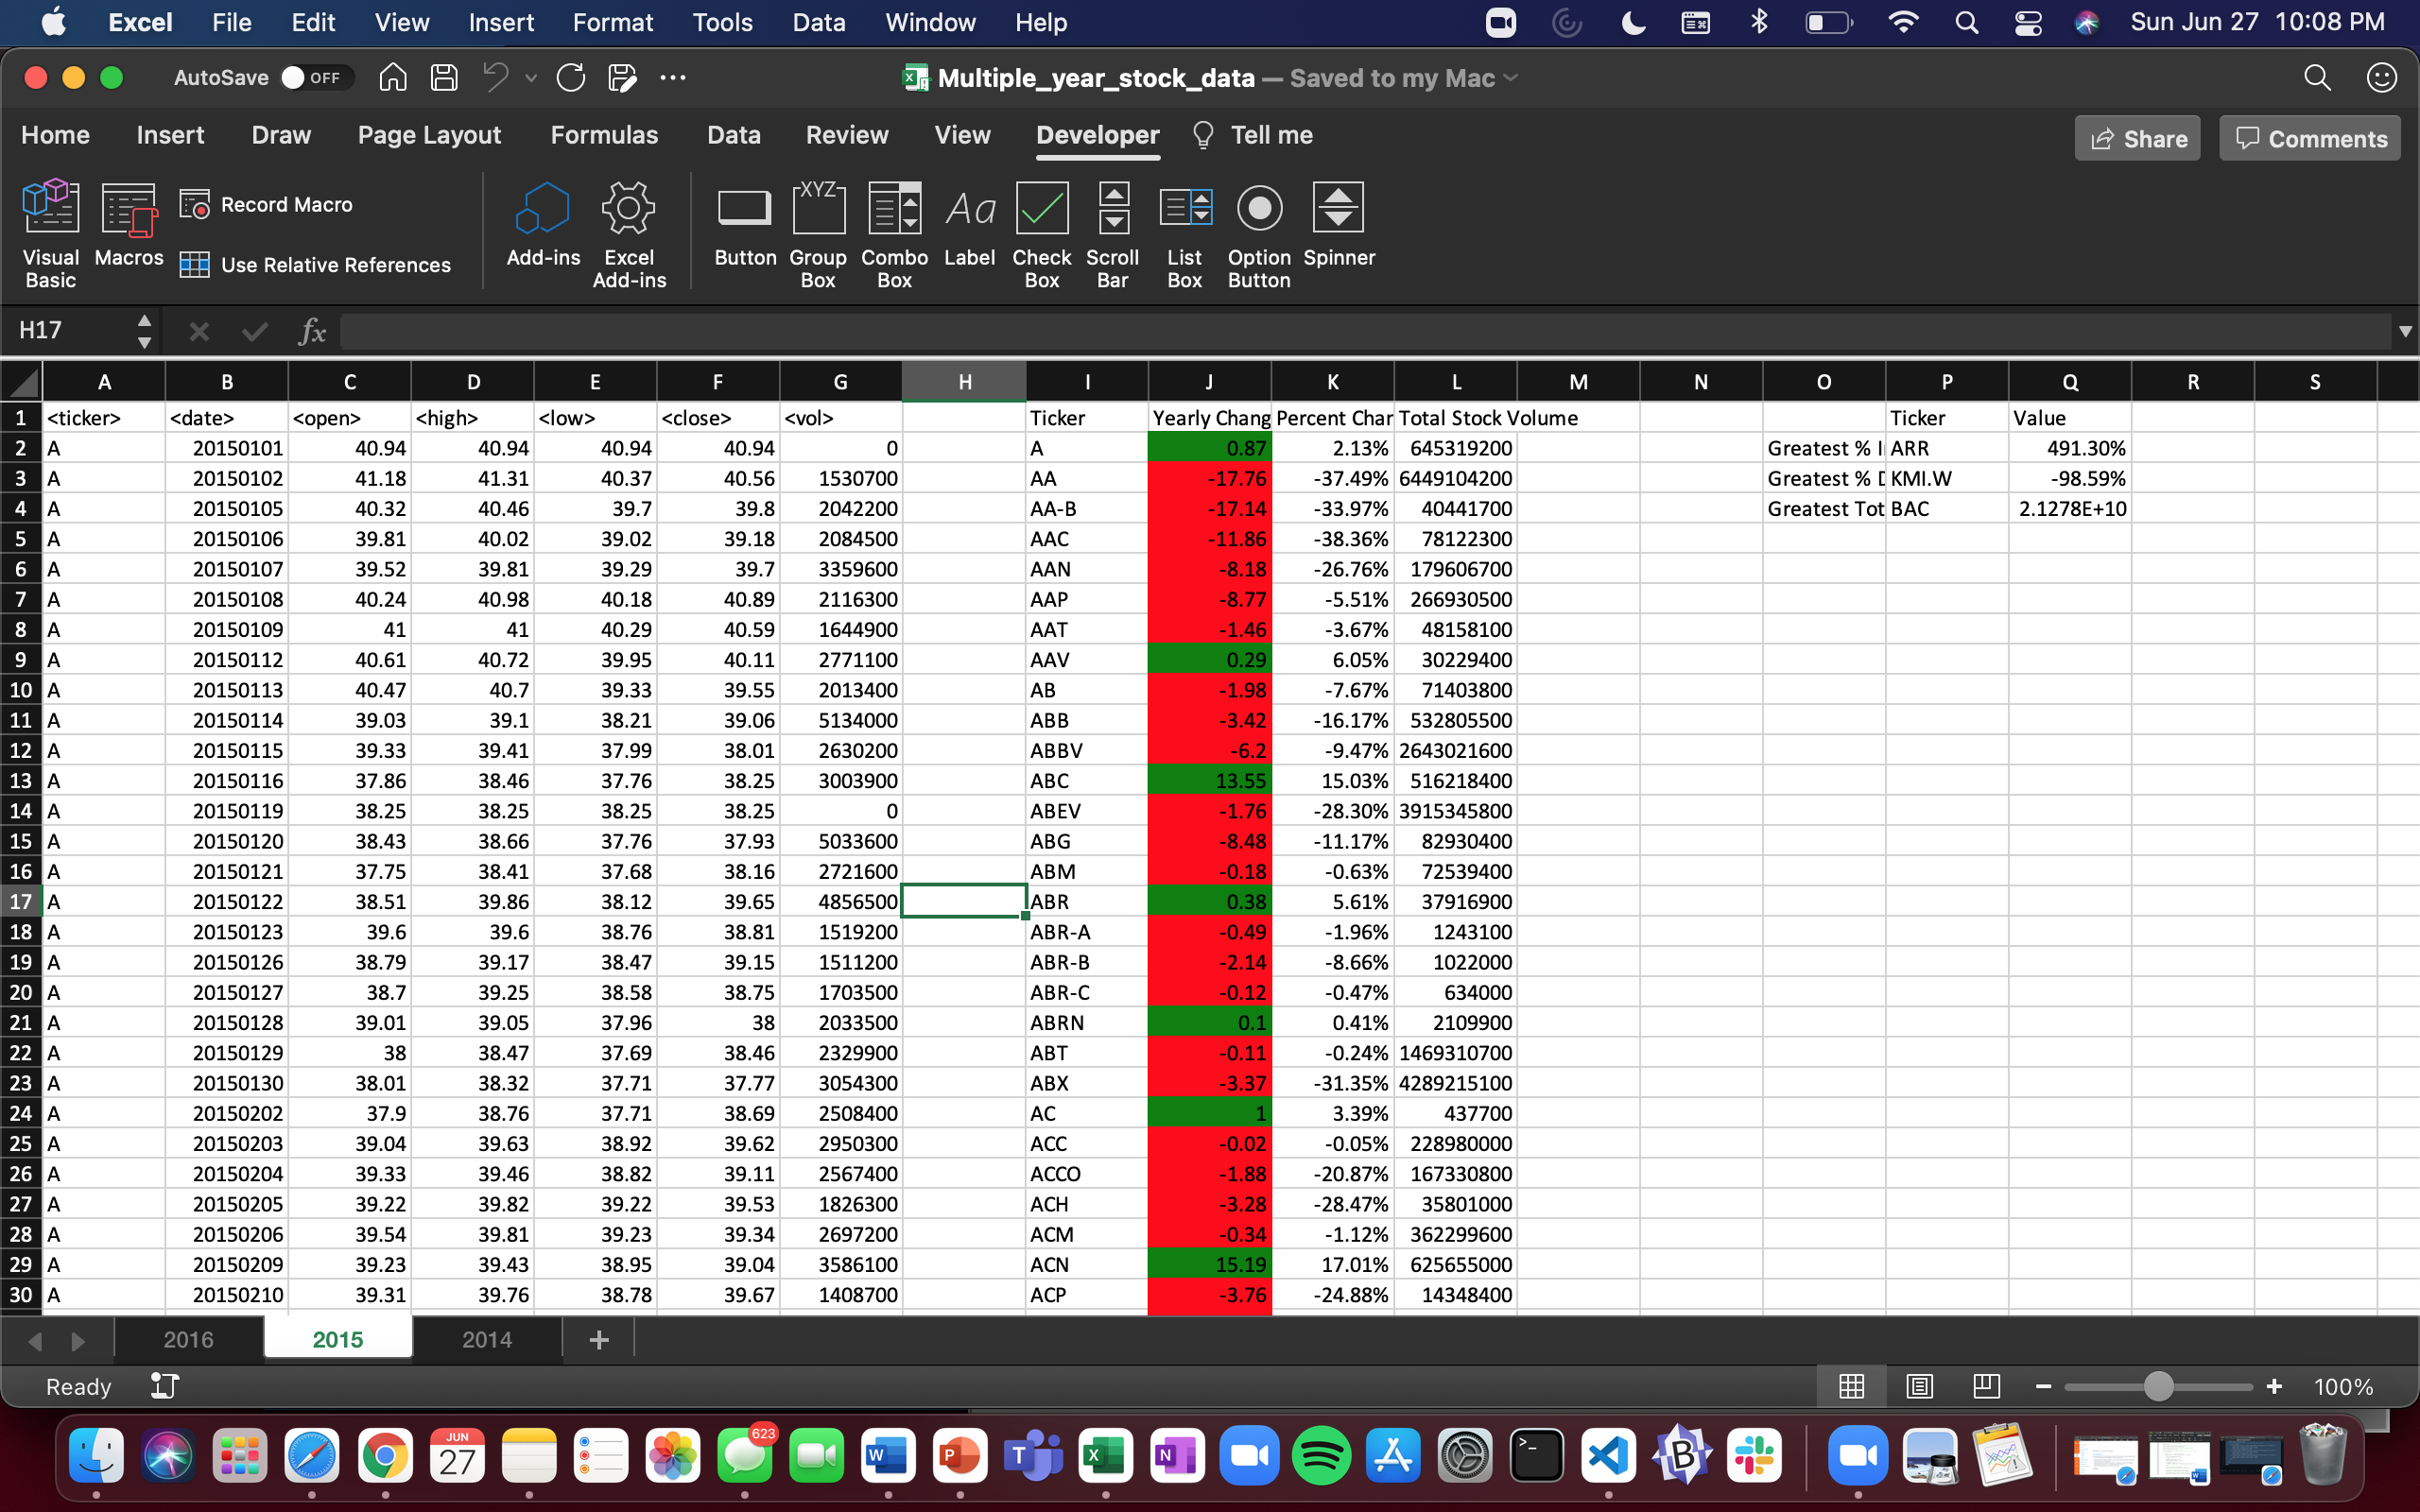 Excel File Edit View Insert Format Tools Data Window Help Sun Jun 27 10:08 PM
AutoSave OFF Multiple_year_stock_data — Saved to my Mac
Home Insert Draw Page Layout Formulas Data Review View Developer Tell me Share Comments
Visual Basic Macros Record Macro Use Relative References Add-ins Excel Add-ins XYZ Button Group Box Combo Box Aa Label Check Box Scroll Bar List Box Option Button Spinner
H17 fx
A B C D E F G H I J K L M N O P Q R S
1 <ticker> <date> <open> <high> <low> <close> <vol> Ticker Yearly Chang Percent Char Total Stock Volume Ticker Value
2 A 20150101 40.94 40.94 40.94 40.94 0 A 0.87 2.13% 645319200 Greatest % I ARR 491.30%
3 A 20150102 41.18 41.31 40.37 40.56 1530700 AA -17.76 -37.49% 6449104200 Greatest % D KMI.W -98.59%
4 A 20150105 40.32 40.46 39.7 39.8 2042200 AA-B -17.14 -33.97% 40441700 Greatest Tot BAC 2.1278E+10
5 A 20150106 39.81 40.02 39.02 39.18 2084500 AAC -11.86 -38.36% 78122300
6 A 20150107 39.52 39.81 39.29 39.7 3359600 AAN -8.18 -26.76% 179606700
7 A 20150108 40.24 40.98 40.18 40.89 2116300 AAP -8.77 -5.51% 266930500
8 A 20150109 41 41 40.29 40.59 1644900 AAT -1.46 -3.67% 48158100
9 A 20150112 40.61 40.72 39.95 40.11 2771100 AAV 0.29 6.05% 30229400
10 A 20150113 40.47 40.7 39.33 39.55 2013400 AB -1.98 -7.67% 71403800
11 A 20150114 39.03 39.1 38.21 39.06 5134000 ABB -3.42 -16.17% 532805500
12 A 20150115 39.33 39.41 37.99 38.01 2630200 ABBV -6.2 -9.47% 2643021600
13 A 20150116 37.86 38.46 37.76 38.25 3003900 ABC 13.55 15.03% 516218400
14 A 20150119 38.25 38.25 38.25 38.25 0 ABEV -1.76 -28.30% 3915345800
15 A 20150120 38.43 38.66 37.76 37.93 5033600 ABG -8.48 -11.17% 82930400
16 A 20150121 37.75 38.41 37.68 38.16 2721600 ABM -0.18 -0.63% 72539400
17 A 20150122 38.51 39.86 38.12 39.65 4856500 ABR 0.38 5.61% 37916900
18 A 20150123 39.6 39.6 38.76 38.81 1519200 ABR-A -0.49 -1.96% 1243100
19 A 20150126 38.79 39.17 38.47 39.15 1511200 ABR-B -2.14 -8.66% 1022000
20 A 20150127 38.7 39.25 38.58 38.75 1703500 ABR-C -0.12 -0.47% 634000
21 A 20150128 39.01 39.05 37.96 38 2033500 ABRN 0.1 0.41% 2109900
22 A 20150129 38 38.47 37.69 38.46 2329900 ABT -0.11 -0.24% 1469310700
23 A 20150130 38.01 38.32 37.71 37.77 3054300 ABX -3.37 -31.35% 4289215100
24 A 20150202 37.9 38.76 37.71 38.69 2508400 AC 1 3.39% 437700
25 A 20150203 39.04 39.63 38.92 39.62 2950300 ACC -0.02 -0.05% 228980000
26 A 20150204 39.33 39.46 38.82 39.11 2567400 ACCO -1.88 -20.87% 167330800
27 A 20150205 39.22 39.82 39.22 39.53 1826300 ACH -3.28 -28.47% 35801000
28 A 20150206 39.54 39.81 39.23 39.34 2697200 ACM -0.34 -1.12% 362299600
29 A 20150209 39.23 39.43 38.95 39.04 3586100 ACN 15.19 17.01% 625655000
30 A 20150210 39.31 39.76 38.78 39.67 1408700 ACP -3.76 -24.88% 14348400
2016 2015 2014 +
Ready 100%
JUN 27 623 W P T X N B